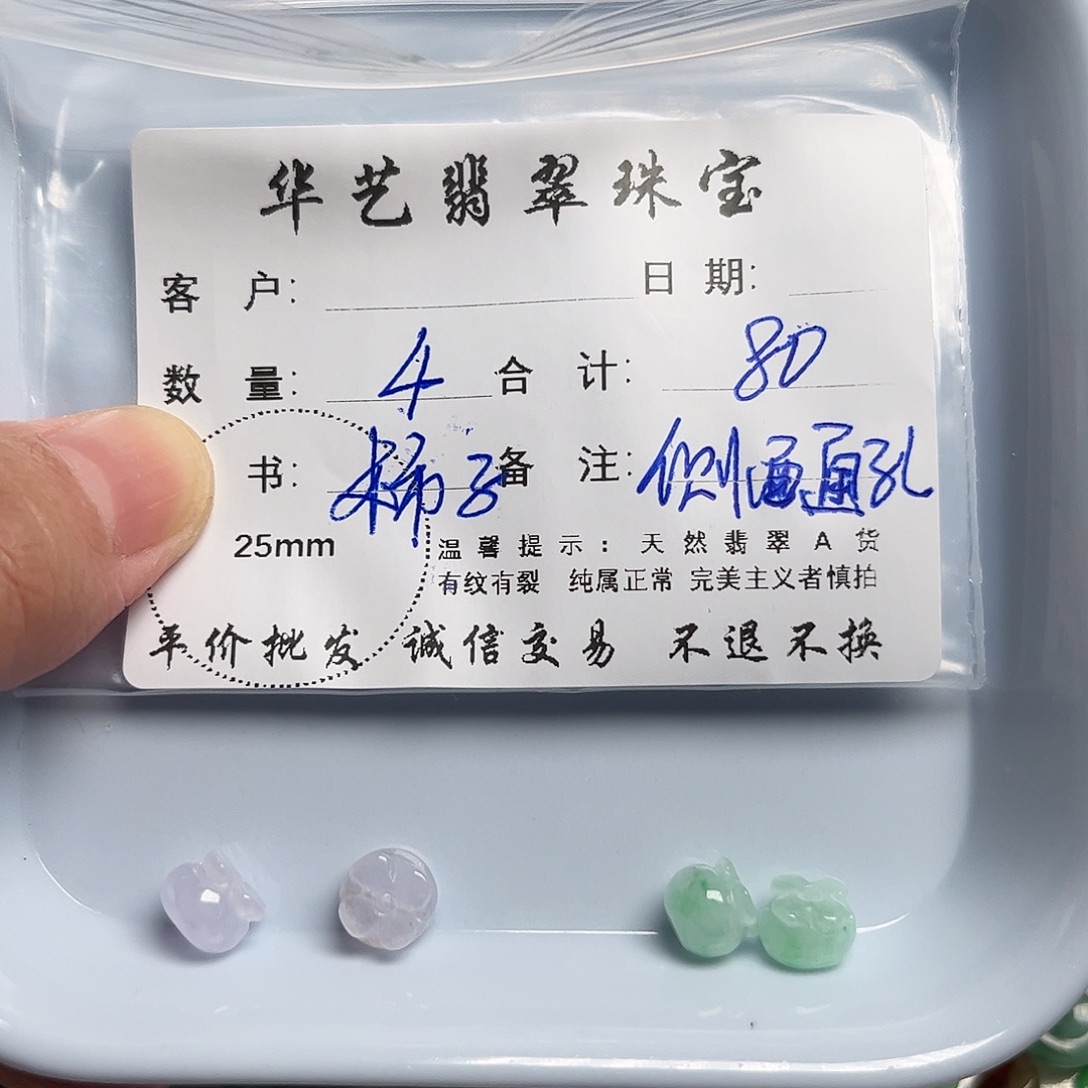 华艺翡翠珠宝
客户: 日期:
数量: 4 合计: 80
书: 柿子 备注: 侧通孔
25mm
温馨提示: 天然翡翠A货
有纹有裂 纯属正常 完美主义者慎拍
平价批发 诚信交易 不退不换